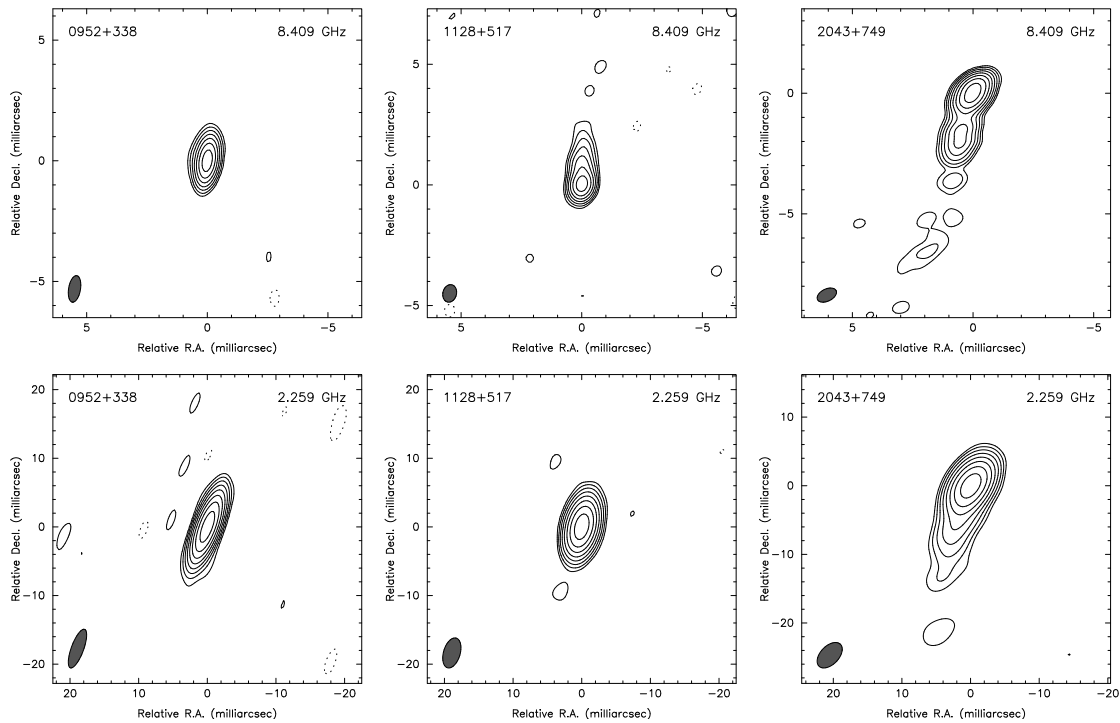 0952+338 8.409 GHz
5
0
−5
Relative Decl. (milliarcsec)
5 0 −5
Relative R.A. (milliarcsec)
1128+517 8.409 GHz
5
0
−5
Relative Decl. (milliarcsec)
5 0 −5
Relative R.A. (milliarcsec)
2043+749 8.409 GHz
0
−5
Relative Decl. (milliarcsec)
5 0 −5
Relative R.A. (milliarcsec)
0952+338 2.259 GHz
20
10
0
−10
−20
Relative Decl. (milliarcsec)
20 10 0 −10 −20
Relative R.A. (milliarcsec)
1128+517 2.259 GHz
20
10
0
−10
−20
Relative Decl. (milliarcsec)
20 10 0 −10 −20
Relative R.A. (milliarcsec)
2043+749 2.259 GHz
10
0
−10
−20
Relative Decl. (milliarcsec)
20 10 0 −10 −20
Relative R.A. (milliarcsec)